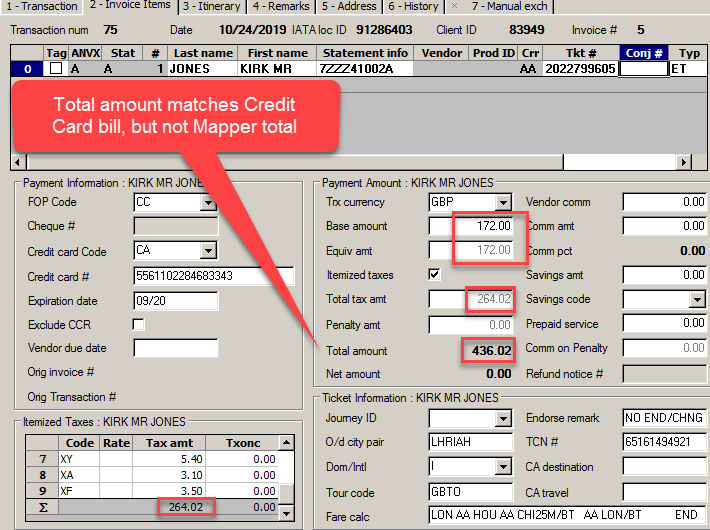 1 - Transaction 2 - Invoice Items 3 - Itinerary 4 - Remarks 5 - Address 6 - History × 7 - Manual exch
Transaction num 75 Date 10/24/2019 IATA loc ID 91286403 Client ID 83949 Invoice # 5
Tag ANVX Stat # Last name First name Statement info Vendor Prod ID Crr Tkt # Conj # Typ
0 A A 1 JONES KIRK MR 7ZZZ41002A AA 2022799605 ET
Total amount matches Credit
Card bill, but not Mapper total
Payment Information : KIRK MR JONES
FOP Code CC
Cheque #
Credit card Code CA
Credit card # 5561102284683343
Expiration date 09/20
Exclude CCR
Vendor due date
Orig invoice #
Orig Transaction #
Payment Amount : KIRK MR JONES
Trx currency GBP Vendor comm 0.00
Base amount 172.00 Comm amt 0.00
Equiv amt 172.00 Comm pct 0.00
Itemized taxes Savings amt 0.00
Total tax amt 264.02 Savings code
Penalty amt 0.00 Prepaid service 0.00
Total amount 436.02 Comm on Penalty 0.00
Net amount 0.00 Refund notice #
Itemized Taxes : KIRK MR JONES
Code Rate Tax amt Txonc
7 XY 5.40 0.00
8 XA 3.10 0.00
9 XF 3.50 0.00
Σ 264.02 0.00
Ticket Information : KIRK MR JONES
Journey ID Endorse remark NO END/CHNG
O/d city pair LHRIAH TCN # 65161494921
Dom/Intl I CA destination
Tour code GBTO CA travel
Fare calc LON AA HOU AA CHI25M/BT AA LON/BT END